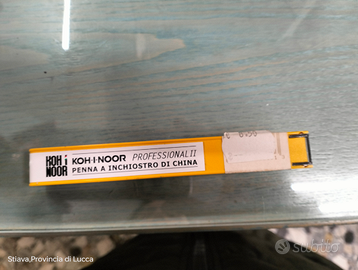 KOH-I
NOOR
KOH-I-NOOR PROFESSIONAL II
PENNA A INCHIOSTRO DI CHINA
Stiava,Provincia di Lucca
subito